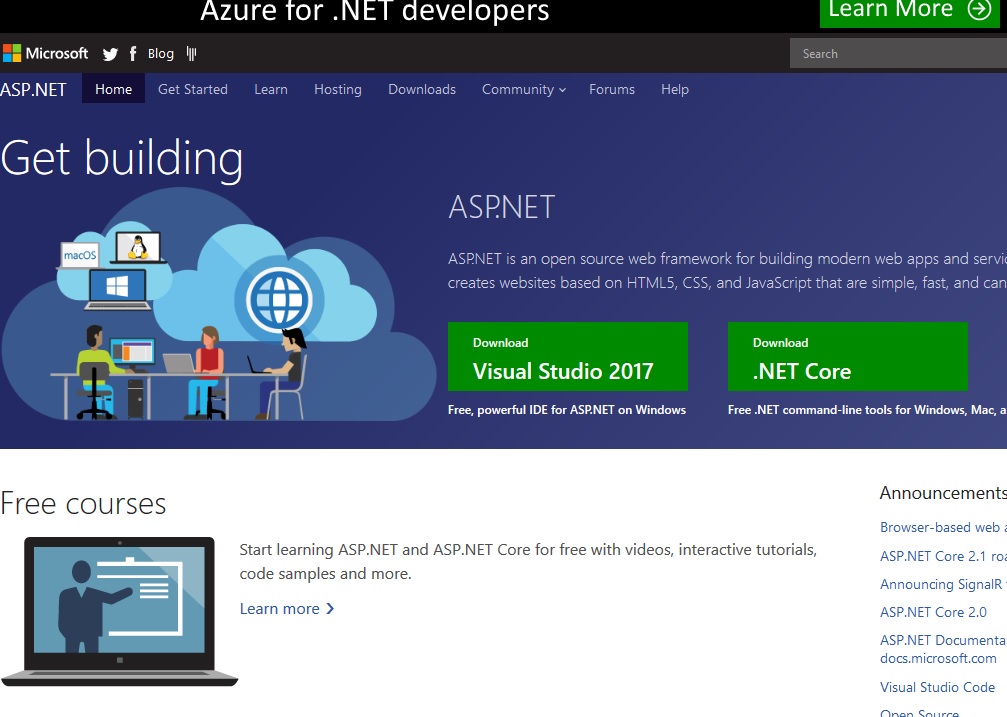 Azure for .NET developers
Learn More
Microsoft
Blog
Search
ASP.NET
Home
Get Started
Learn
Hosting
Downloads
Community
Forums
Help
Get building
macOS
ASP.NET
ASP.NET is an open source web framework for building modern web apps and
creates websites based on HTML5, CSS, and JavaScript that are simple, fast, and can
Download
Visual Studio 2017
Free, powerful IDE for ASP.NET on Windows
Download
.NET Core
Free .NET command-line tools for Windows, Mac,
Free courses
Start learning ASP.NET and ASP.NET Core for free with videos, interactive tutorials,
code samples and more.
Learn more
Announcements
Browser-based web
ASP.NET Core 2.1
Announcing SignalR
ASP.NET Core 2.0
ASP.NET
docs.microsoft.com
Visual Studio Code
Open Source